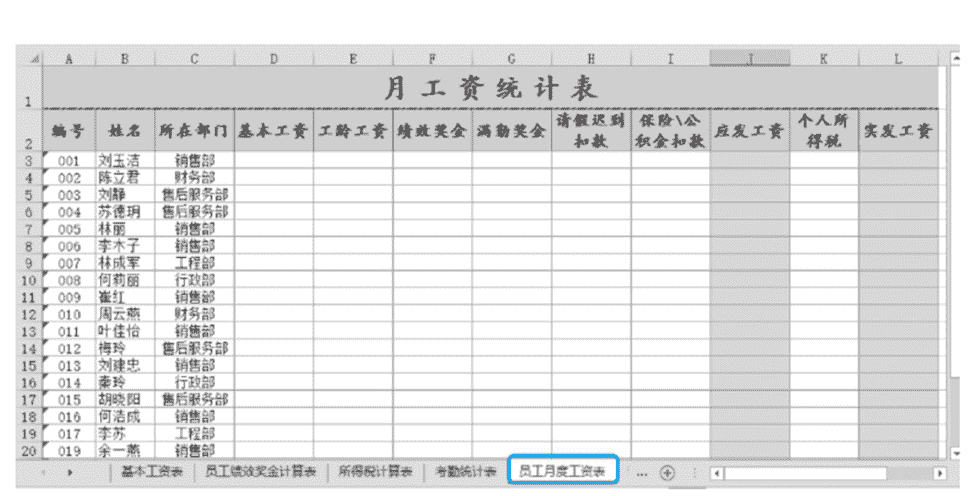 A B C D E F G H I J K L
1 月工资统计表
2 编号 姓名 所在部门 基本工资 工龄工资 绩效奖金 满勤奖金 请假迟到扣款 保险\公积金扣款 应发工资 个人所得税 实发工资
3 001 刘玉洁 销售部
4 002 陈立君 财务部
5 003 刘静 售后服务部
6 004 苏德玥 售后服务部
7 005 林丽 销售部
8 006 李木子 销售部
9 007 林成军 工程部
10 008 何莉丽 行政部
11 009 崔红 销售部
12 010 周云燕 财务部
13 011 叶佳怡 销售部
14 012 梅玲 售后服务部
15 013 刘建忠 销售部
16 014 秦玲 行政部
17 015 胡晓阳 售后服务部
18 016 何浩成 销售部
19 017 李苏 工程部
20 019 余一燕 销售部
基本工资表 员工绩效奖金计算表 所得税计算表 考勤统计表 员工月度工资表 ...